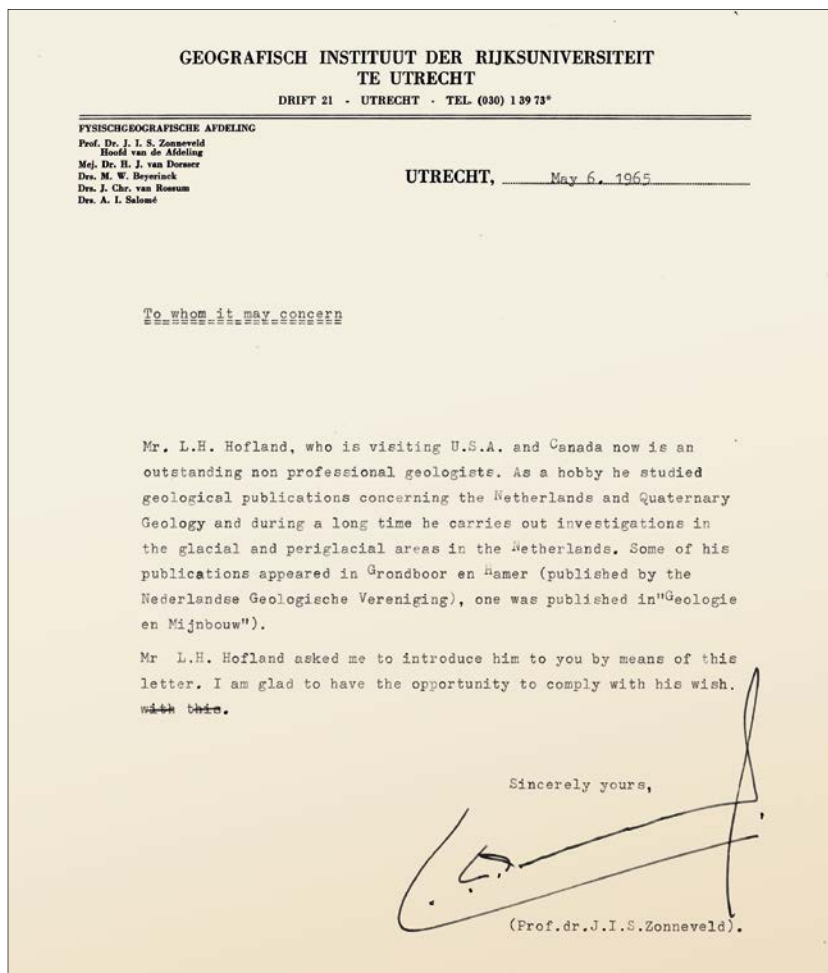 GEOGRAFISCH INSTITUUT DER RIJKSUNIVERSITEIT
TE UTRECHT
DRIFT 21 - UTRECHT - TEL. (030) 1 39 73*
FYSISCHGEOGRAFISCHE AFDELING
Prof. Dr. J. I. S. Zonneveld
Hoofd van de Afdeling
Mej. Dr. H. J. van Dorsser
Drs. M. W. Beyerinck
Drs. J. Chr. van Rossum
Drs. A. I. Salomé
UTRECHT, May 6. 1965
To whom it may concern
Mr. L.H. Hofland, who is visiting U.S.A. and Canada now is an
outstanding non professional geologists. As a hobby he studied
geological publications concerning the Netherlands and Quaternary
Geology and during a long time he carries out investigations in
the glacial and periglacial areas in the Netherlands. Some of his
publications appeared in Grondboor en Hamer (published by the
Nederlandse Geologische Vereniging), one was published in"Geologie
en Mijnbouw").
Mr L.H. Hofland asked me to introduce him to you by means of this
letter. I am glad to have the opportunity to comply with his wish.
with this.
Sincerely yours,
(Prof.dr.J.I.S.Zonneveld).